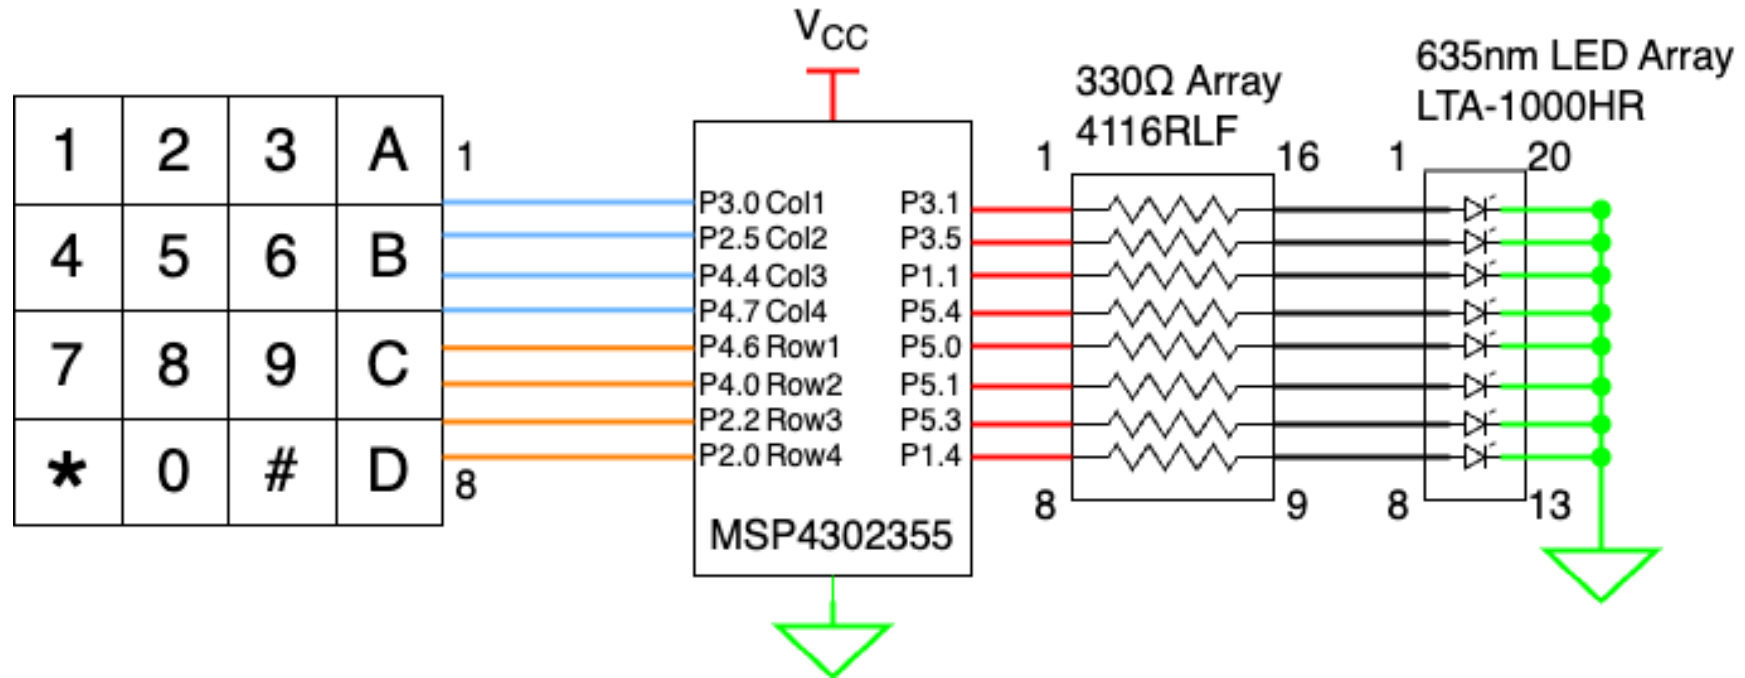 V_CC
635nm LED Array
LTA-1000HR
330Ω Array
4116RLF
1 2 3 A
4 5 6 B
7 8 9 C
* 0 # D
1
8
P3.0 Col1
P2.5 Col2
P4.4 Col3
P4.7 Col4
P4.6 Row1
P4.0 Row2
P2.2 Row3
P2.0 Row4
P3.1
P3.5
P1.1
P5.4
P5.0
P5.1
P5.3
P1.4
MSP4302355
1
16
8
9
1
20
8
13